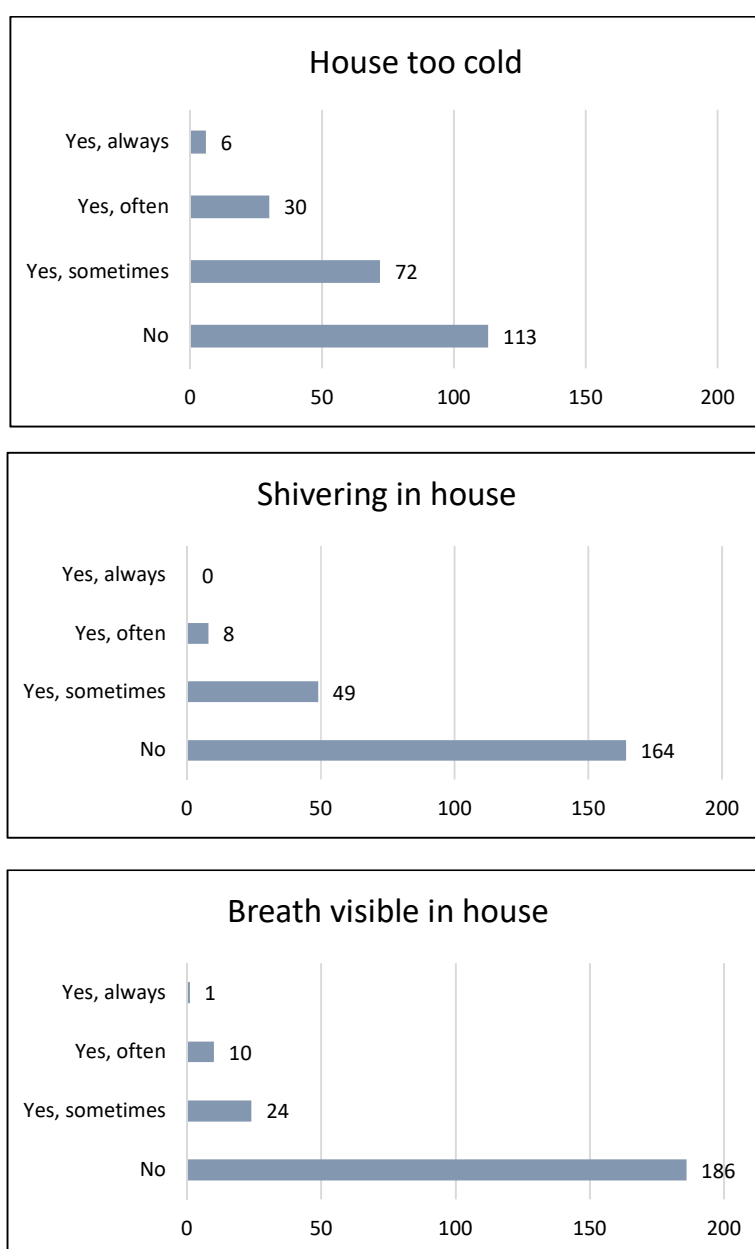 House too cold
Yes, always 6
Yes, often 30
Yes, sometimes 72
No 113
0 50 100 150 200
Shivering in house
Yes, always 0
Yes, often 8
Yes, sometimes 49
No 164
0 50 100 150 200
Breath visible in house
Yes, always 1
Yes, often 10
Yes, sometimes 24
No 186
0 50 100 150 200